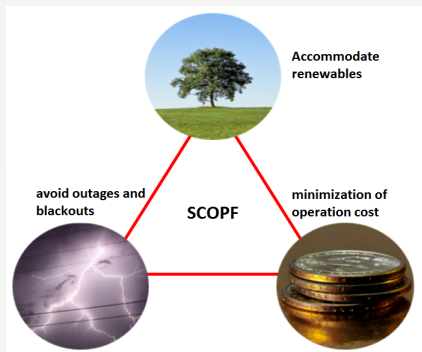 Accommodate
renewables
avoid outages and
blackouts
SCOPF
minimization of
operation cost